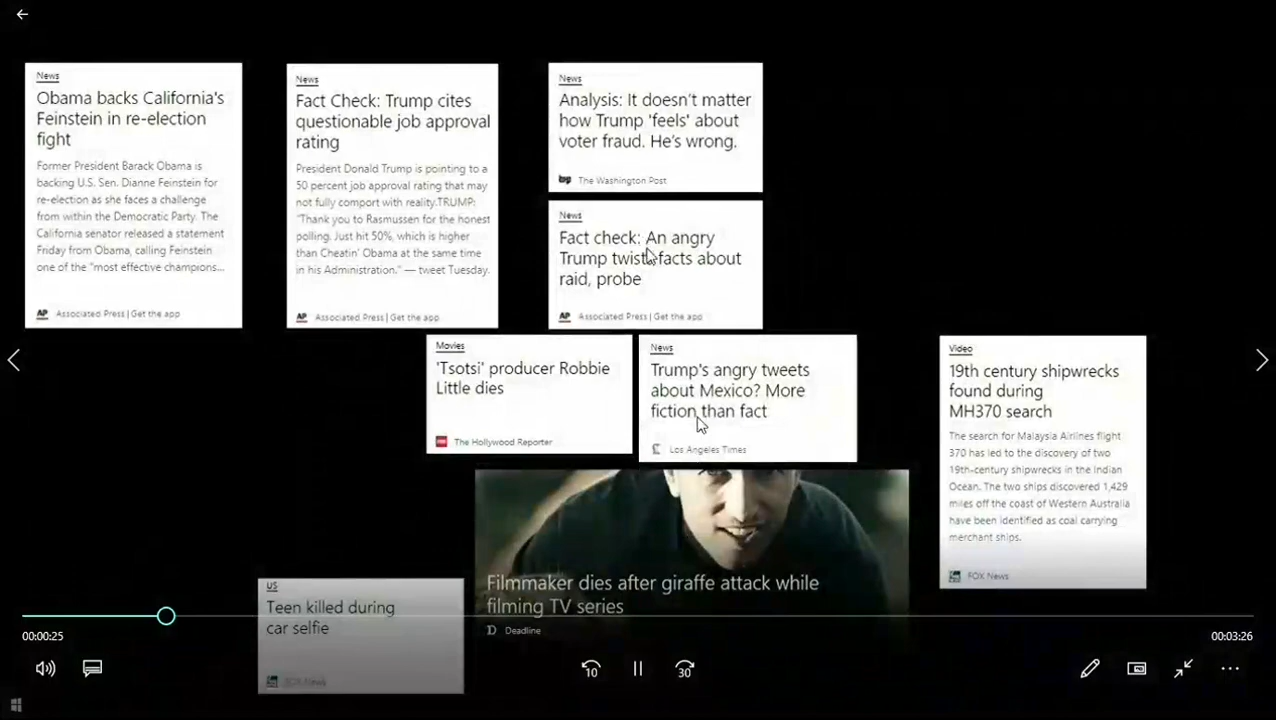 News
Obama backs California's
Feinstein in re-election
fight
Former President Barack Obama is
backing U.S. Sen. Dianne Feinstein for
re-election as she faces a challenge
from within the Democratic Party. The
California senator released a statement
Friday from Obama, calling Feinstein
one of the "most effective champions...
AP Associated Press | Get the app
News
Fact Check: Trump cites
questionable job approval
rating
President Donald Trump is pointing to a
50 percent job approval rating that may
not fully comport with reality.TRUMP:
"Thank you to Rasmussen for the honest
polling. Just hit 50%, which is higher
than Cheatin' Obama at the same time
in his Administration." — tweet Tuesday.
AP Associated Press | Get the app
News
Analysis: It doesn't matter
how Trump 'feels' about
voter fraud. He's wrong.
wp The Washington Post
News
Fact check: An angry
Trump twists facts about
raid, probe
AP Associated Press | Get the app
Movies
'Tsotsi' producer Robbie
Little dies
The Hollywood Reporter
News
Trump's angry tweets
about Mexico? More
fiction than fact
Los Angeles Times
Video
19th century shipwrecks
found during
MH370 search
The search for Malaysia Airlines flight
370 has led to the discovery of two
19th-century shipwrecks in the Indian
Ocean. The two ships discovered 1,429
miles off the coast of Western Australia
have been identified as coal carrying
merchant ships.
FOX News
Filmmaker dies after giraffe attack while
filming TV series
D Deadline
US
Teen killed during
car selfie
FOX News
00:00:25
00:03:26
10
30